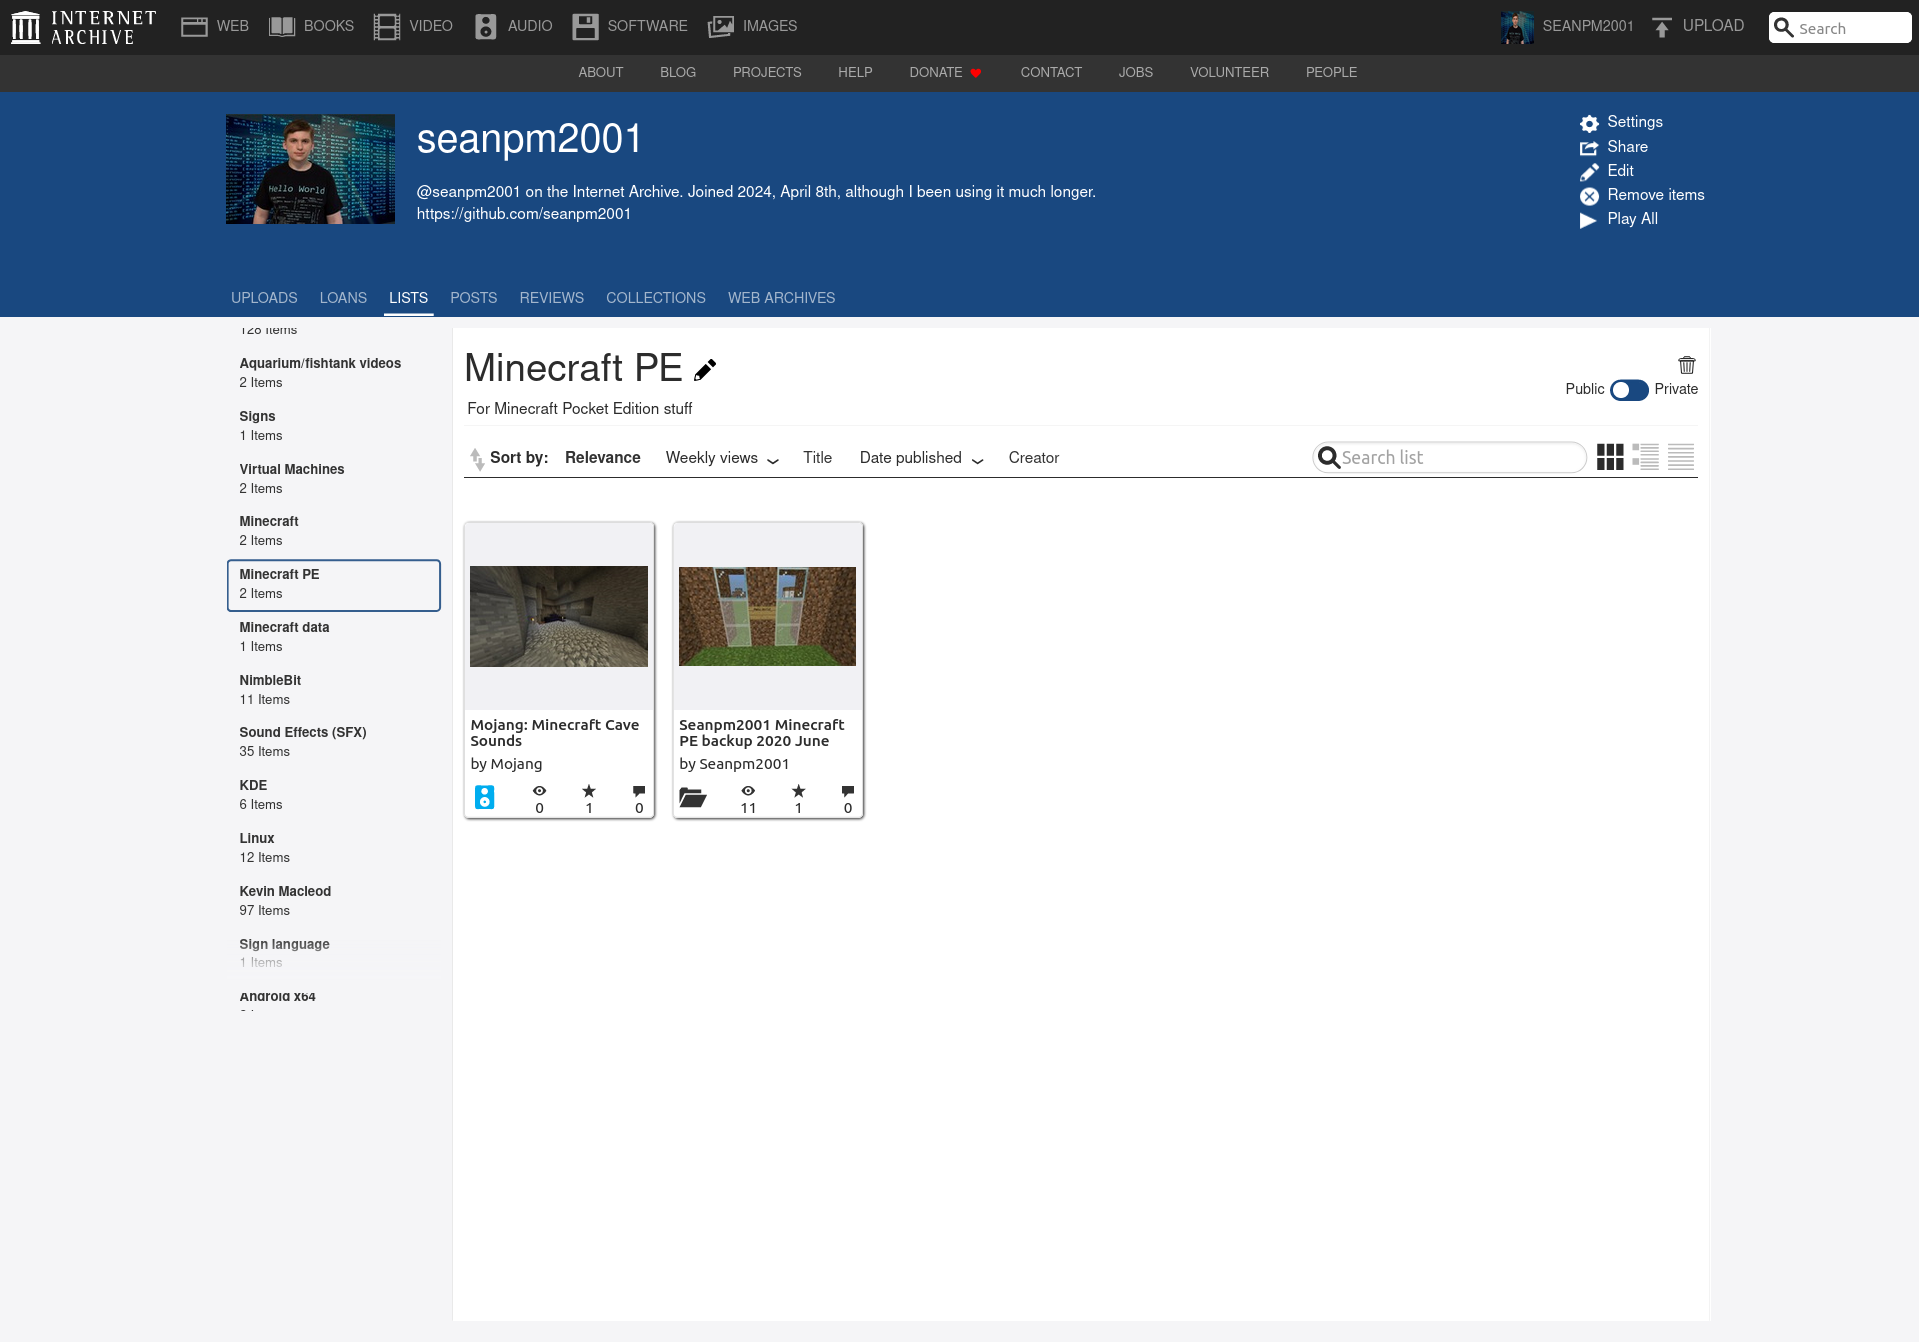 INTERNET ARCHIVE
WEB BOOKS VIDEO AUDIO SOFTWARE IMAGES
SEANPM2001 UPLOAD Search
ABOUT BLOG PROJECTS HELP DONATE CONTACT JOBS VOLUNTEER PEOPLE
Hello World
seanpm2001
@seanpm2001 on the Internet Archive. Joined 2024, April 8th, although I been using it much longer.
https://github.com/seanpm2001
Settings
Share
Edit
Remove items
Play All
UPLOADS LOANS LISTS POSTS REVIEWS COLLECTIONS WEB ARCHIVES
128 Items
Aquarium/fishtank videos
2 Items
Signs
1 Items
Virtual Machines
2 Items
Minecraft
2 Items
Minecraft PE
2 Items
Minecraft data
1 Items
NimbleBit
11 Items
Sound Effects (SFX)
35 Items
KDE
6 Items
Linux
12 Items
Kevin Macleod
97 Items
Sign language
1 Items
Android x64
Minecraft PE
For Minecraft Pocket Edition stuff
Public Private
Sort by: Relevance Weekly views Title Date published Creator
Search list
Mojang: Minecraft Cave
Sounds
by Mojang
0 1 0
Seanpm2001 Minecraft
PE backup 2020 June
by Seanpm2001
11 1 0